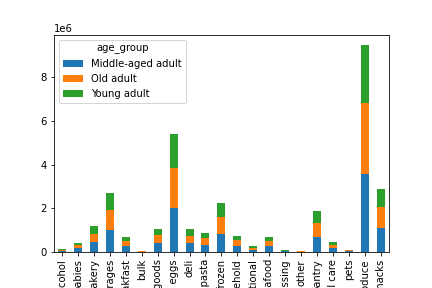 1e6
age_group
Middle-aged adult
Old adult
Young adult
8
6
4
2
0
cohol
abies
akery
rages
kfast
bulk
goods
eggs
deli
pasta
frozen
ehold
tional
afood
ssing
other
antry
l care
pets
oduce
nacks